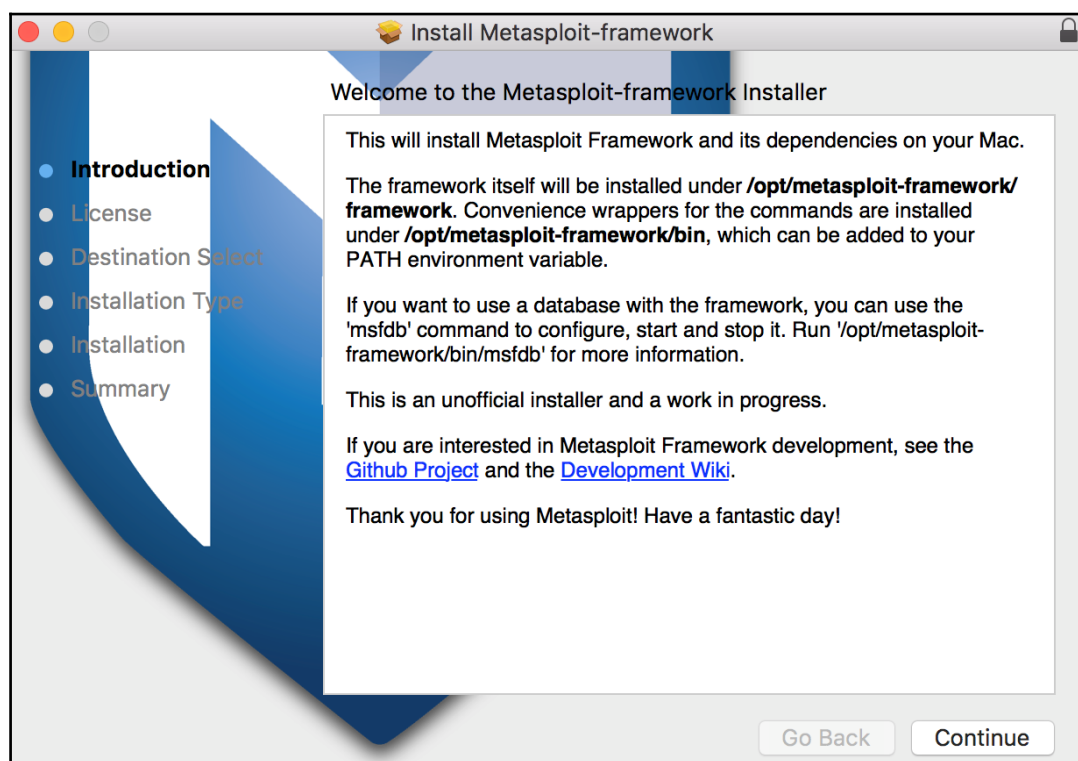 Install Metasploit-framework
Welcome to the Metasploit-framework Installer
Introduction
License
Destination Select
Installation Type
Installation
Summary
This will install Metasploit Framework and its dependencies on your Mac.
The framework itself will be installed under /opt/metasploit-framework/
framework. Convenience wrappers for the commands are installed
under /opt/metasploit-framework/bin, which can be added to your
PATH environment variable.
If you want to use a database with the framework, you can use the
'msfdb' command to configure, start and stop it. Run '/opt/metasploit-
framework/bin/msfdb' for more information.
This is an unofficial installer and a work in progress.
If you are interested in Metasploit Framework development, see the
Github Project and the Development Wiki.
Thank you for using Metasploit! Have a fantastic day!
Go Back
Continue